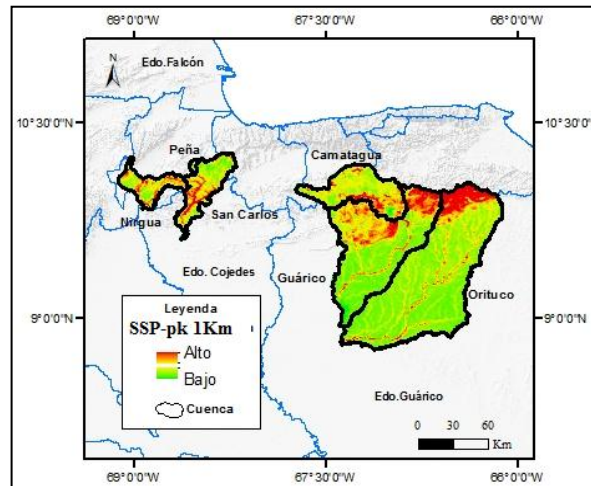 69°0'0"W
67°30'0"W
66°0'0"W
N
Edo.Falcón
10°30'0"N
10°30'0"N
Peña
Camatagua
Nirgua
San Carlos
Edo. Cojedes
Guárico
Orituco
Leyenda
SSP-pk 1Km
Alto
Bajo
Cuenca
9°0'0"N
9°0'0"N
Edo.Guárico
0 30 60
Km
69°0'0"W
67°30'0"W
66°0'0"W